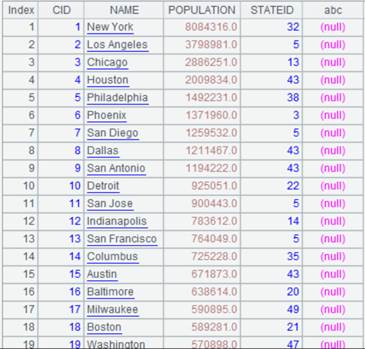 Index CID NAME POPULATION STATEID abc
1 1 New York 8084316.0 32 (null)
2 2 Los Angeles 3798981.0 5 (null)
3 3 Chicago 2886251.0 13 (null)
4 4 Houston 2009834.0 43 (null)
5 5 Philadelphia 1492231.0 38 (null)
6 6 Phoenix 1371960.0 3 (null)
7 7 San Diego 1259532.0 5 (null)
8 8 Dallas 1211467.0 43 (null)
9 9 San Antonio 1194222.0 43 (null)
10 10 Detroit 925051.0 22 (null)
11 11 San Jose 900443.0 5 (null)
12 12 Indianapolis 783612.0 14 (null)
13 13 San Francisco 764049.0 5 (null)
14 14 Columbus 725228.0 35 (null)
15 15 Austin 671873.0 43 (null)
16 16 Baltimore 638614.0 20 (null)
17 17 Milwaukee 590895.0 49 (null)
18 18 Boston 589281.0 21 (null)
19 19 Washington 570898.0 47 (null)